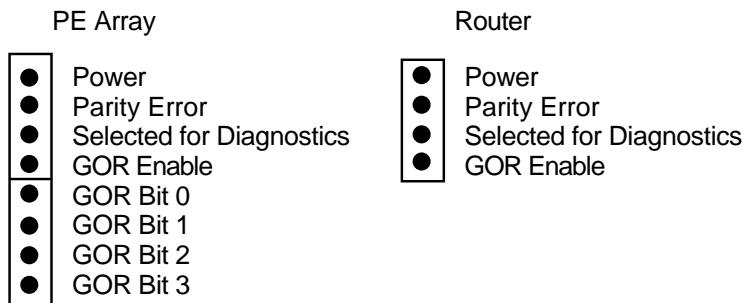 PE Array
Power
Parity Error
Selected for Diagnostics
GOR Enable
GOR Bit 0
GOR Bit 1
GOR Bit 2
GOR Bit 3
Router
Power
Parity Error
Selected for Diagnostics
GOR Enable